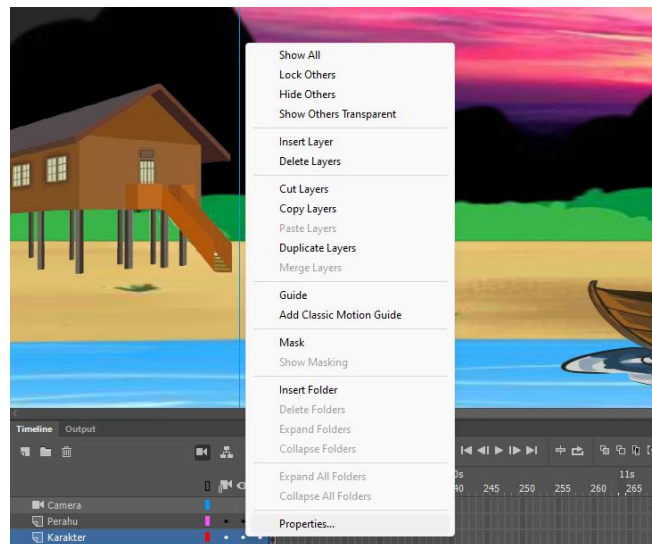 Show All
Lock Others
Hide Others
Show Others Transparent
Insert Layer
Delete Layers
Cut Layers
Copy Layers
Paste Layers
Duplicate Layers
Merge Layers
Guide
Add Classic Motion Guide
Mask
Show Masking
Insert Folder
Delete Folders
Expand Folders
Collapse Folders
Expand All Folders
Collapse All Folders
Properties...
Timeline Output
11s
245 250 255 260 265
Camera
Perahu
Karakter